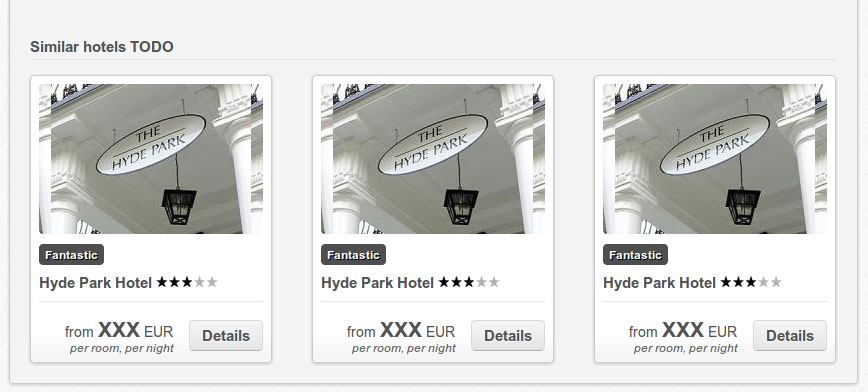 Similar hotels TODO
THE
HYDE PARK
Fantastic
Hyde Park Hotel
from XXX EUR
per room, per night
Details
THE
HYDE PARK
Fantastic
Hyde Park Hotel
from XXX EUR
per room, per night
Details
THE
HYDE PARK
Fantastic
Hyde Park Hotel
from XXX EUR
per room, per night
Details